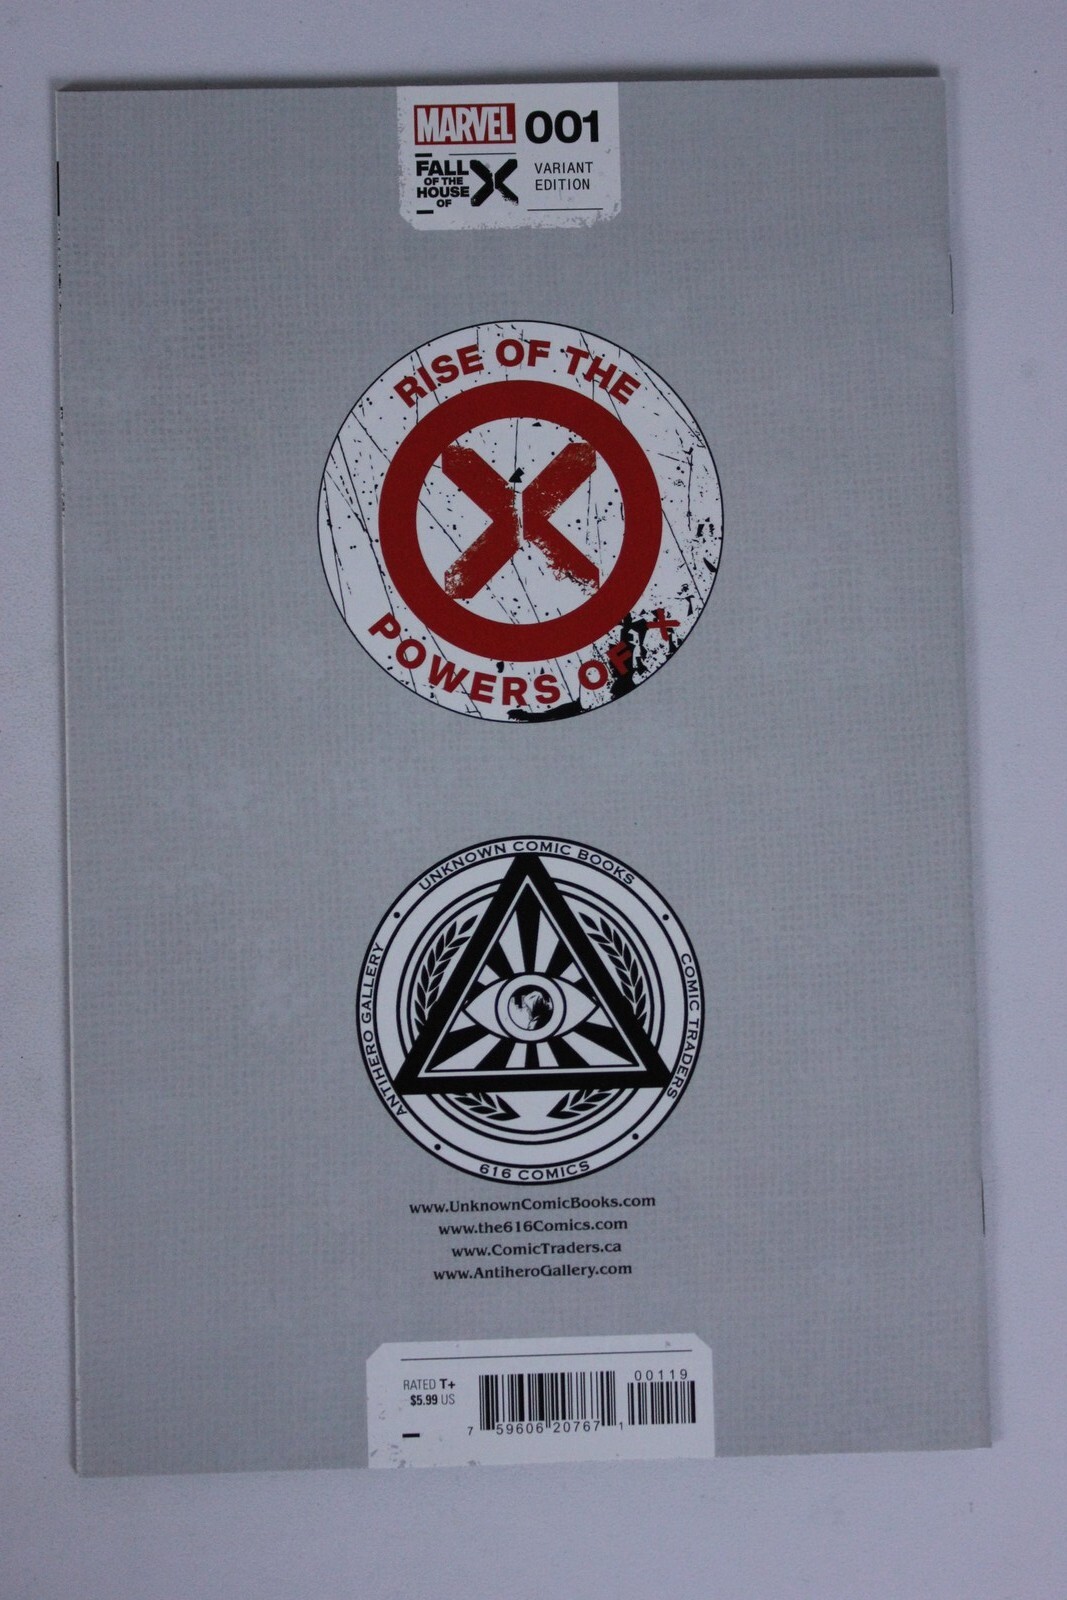 MARVEL 001
FALL
OF THE
HOUSE
OF
X
VARIANT
EDITION
RISE OF THE
X
POWERS OF X
UNKNOWN COMIC BOOKS
COMIC TRADERS
ANTIHERO GALLERY
616 COMICS
www.UnknownComicBooks.com
www.the616Comics.com
www.ComicTraders.ca
www.AntiheroGallery.com
RATED T+
$5.99 US
00119
7 59606 20767 1